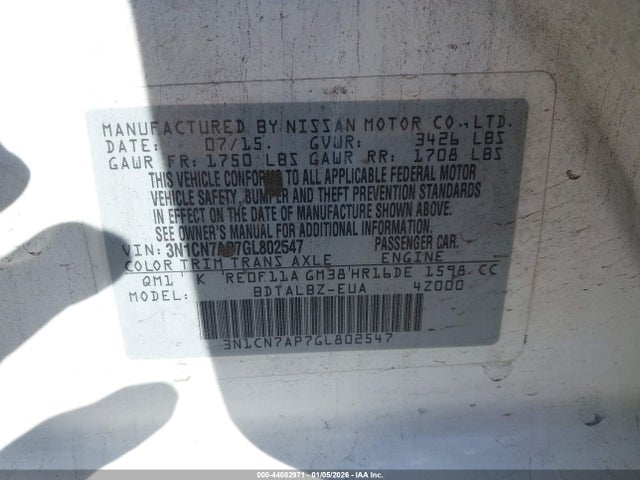 MANUFACTURED BY NISSAN MOTOR CO., LTD.
DATE: 07/15. GVWR: 3426 LBS
GAWR FR: 1750 LBS GAWR RR: 1708 LBS
THIS VEHICLE CONFORMS TO ALL APPLICABLE FEDERAL MOTOR
VEHICLE SAFETY, BUMPER AND THEFT PREVENTION STANDARDS
IN EFFECT ON THE DATE OF MANUFACTURE SHOWN ABOVE.
SEE OWNER'S MANUAL FOR ADDITIONAL INFORMATION.
VIN: 3N1CN7AP7GL802547 PASSENGER CAR.
COLOR TRIM TRANS AXLE ENGINE
QM1 K RE0F11A GM38 HR16DE 1598 CC
MODEL: BDTALBZ-EUA 4Z000
3N1CN7AP7GL802547
000-44082971 - 01/05/2026 - IAA Inc.